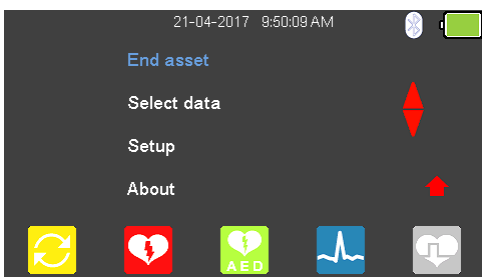 21-04-2017 9:50:09 AM
End asset
Select data
Setup
About
AED